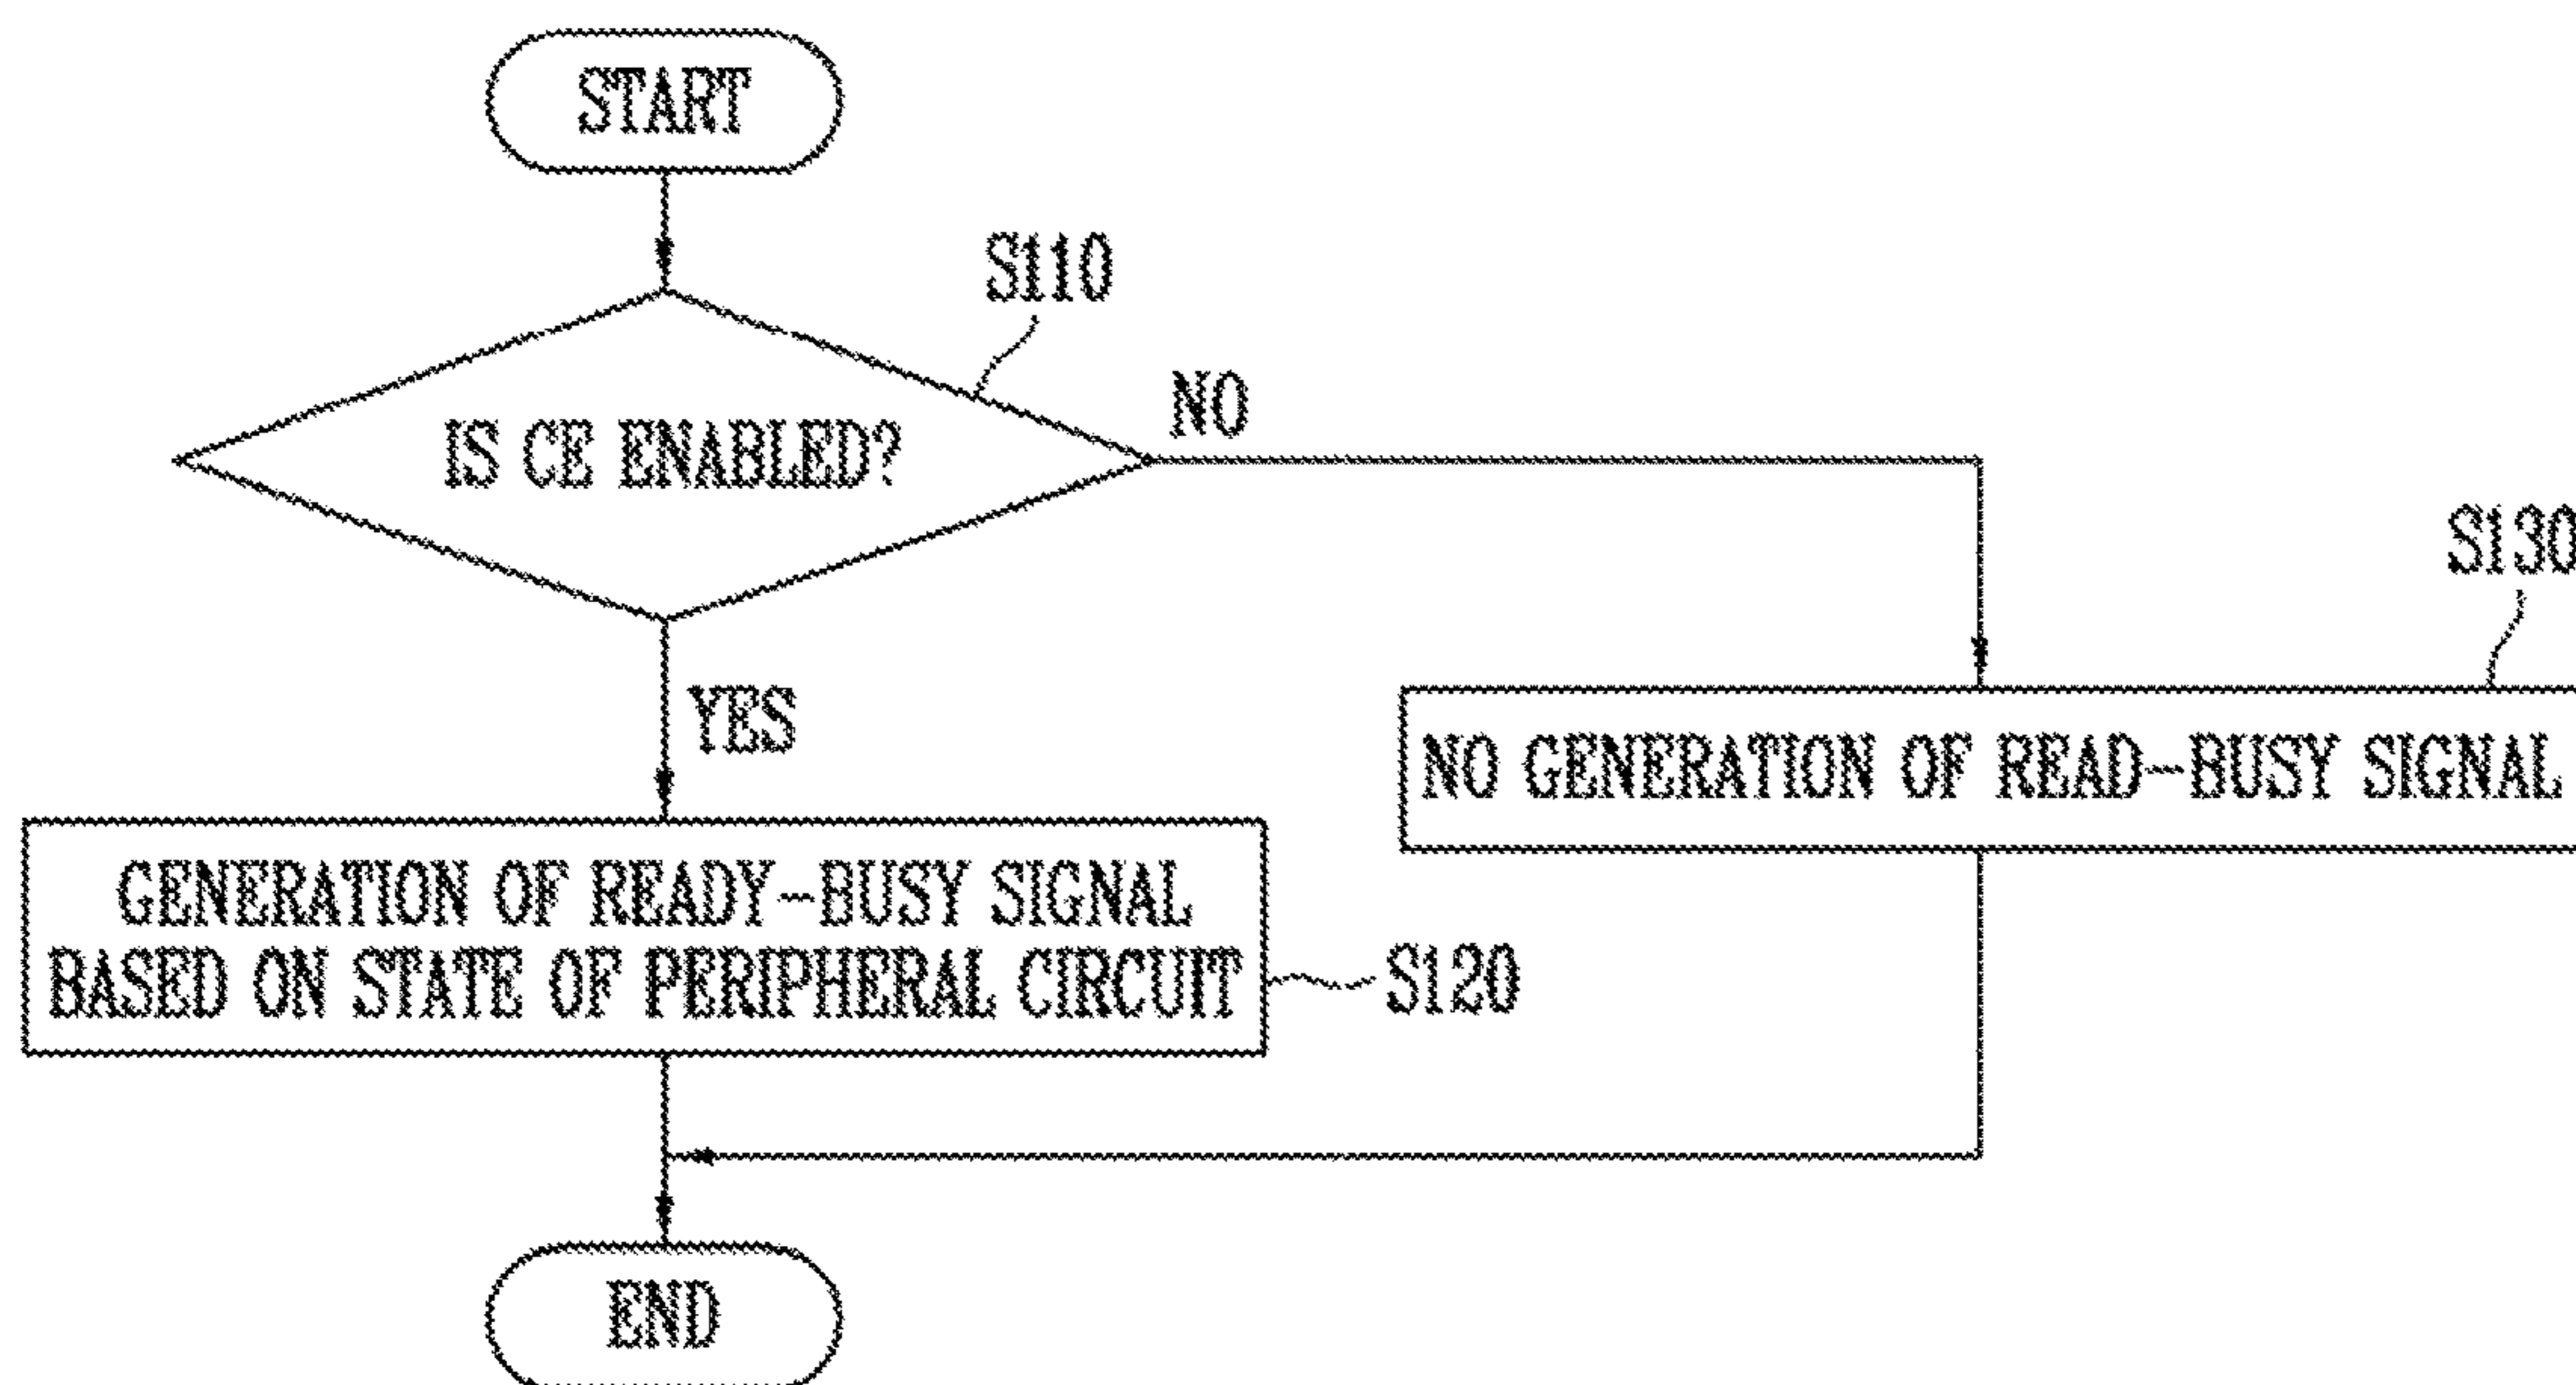 START
S110
IS CE ENABLED?
NO
S130
YES
NO GENERATION OF READ-BUSY SIGNAL
GENERATION OF READY-BUSY SIGNAL
BASED ON STATE OF PERIPHERAL CIRCUIT
S120
END